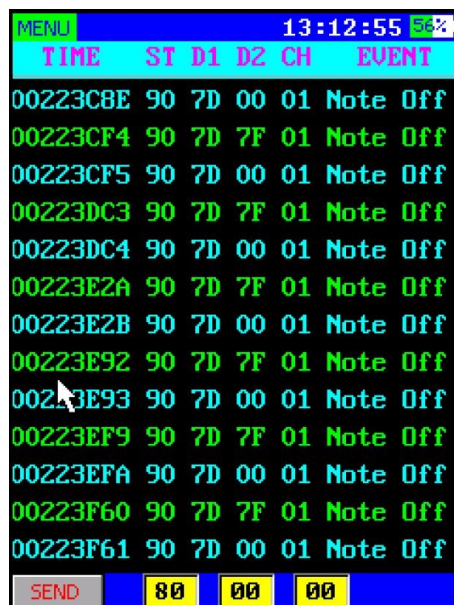 MENU 13:12:55 56%
TIME ST D1 D2 CH EVENT
00223C8E 90 7D 00 01 Note Off
00223CF4 90 7D 7F 01 Note Off
00223CF5 90 7D 00 01 Note Off
00223DC3 90 7D 7F 01 Note Off
00223DC4 90 7D 00 01 Note Off
00223E2A 90 7D 7F 01 Note Off
00223E2B 90 7D 00 01 Note Off
00223E92 90 7D 7F 01 Note Off
00223E93 90 7D 00 01 Note Off
00223EF9 90 7D 7F 01 Note Off
00223EFA 90 7D 00 01 Note Off
00223F60 90 7D 7F 01 Note Off
00223F61 90 7D 00 01 Note Off
SEND 80 00 00